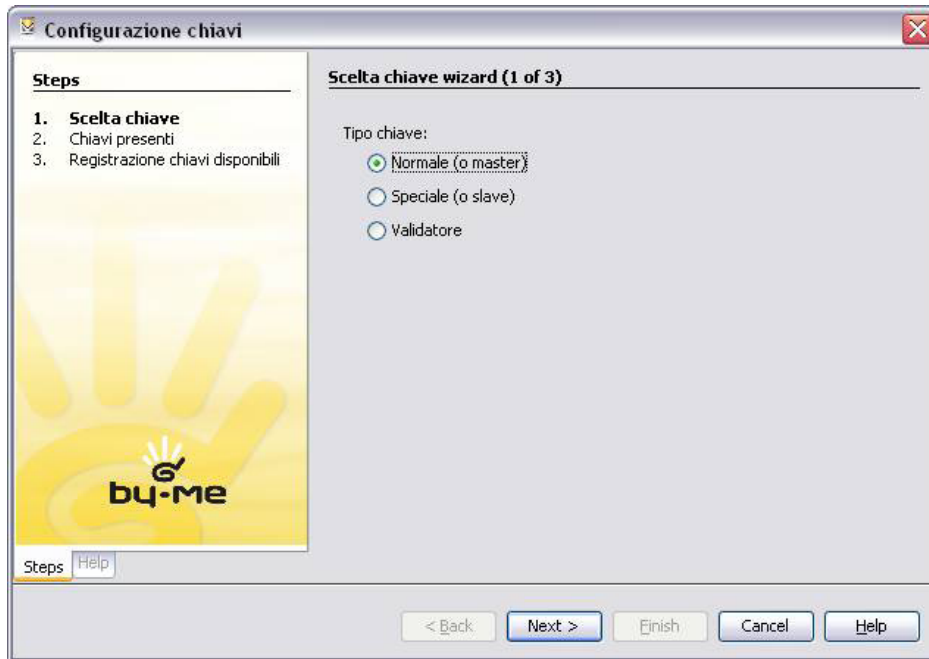 Configurazione chiavi
Steps
1. Scelta chiave
2. Chiavi presenti
3. Registrazione chiavi disponibili
by-me
Steps Help
Scelta chiave wizard (1 of 3)
Tipo chiave:
Normale (o master)
Speciale (o slave)
Validatore
< Back Next > Finish Cancel Help